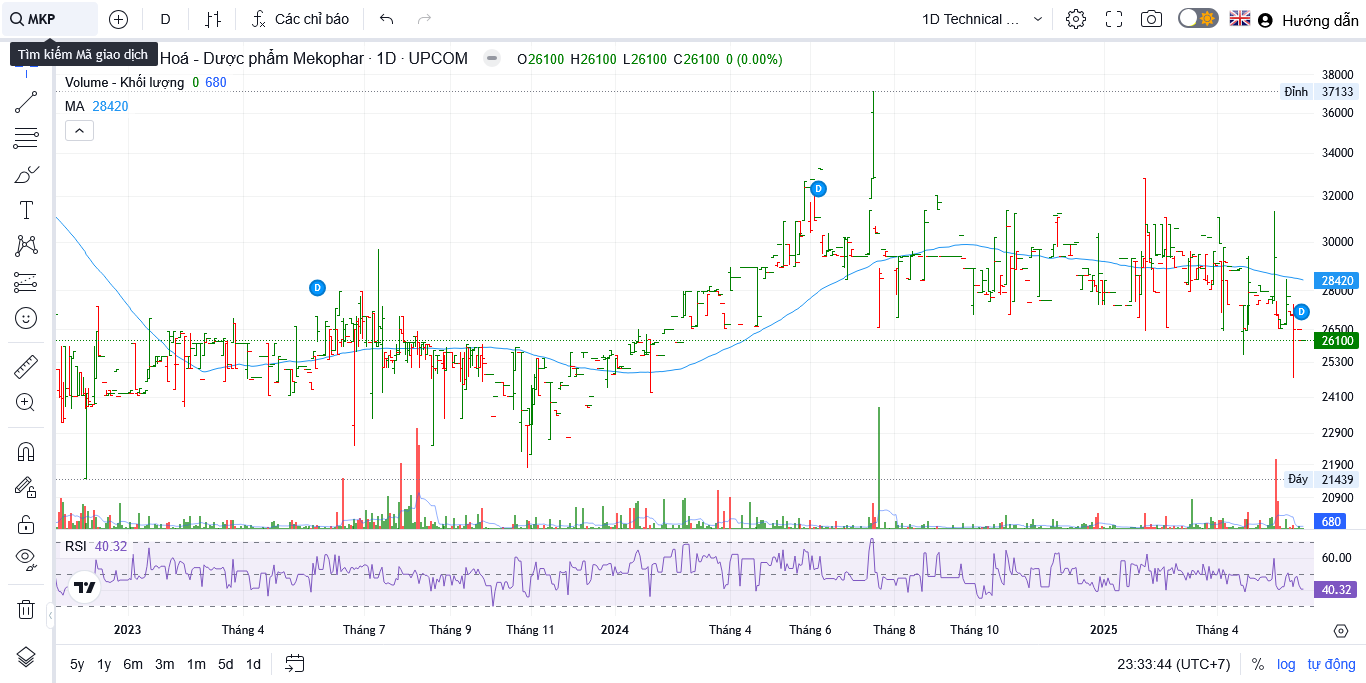 MKP
D
Các chỉ báo
1D Technical ...
Hướng dẫn
Tìm kiếm Mã giao dịch
Hoá - Dược phẩm Mekophar · 1D · UPCOM
O26100 H26100 L26100 C26100 0 (0.00%)
Volume - Khối lượng 0 680
MA 28420
38000
Đỉnh 37133
36000
34000
32000
30000
28420
28000
26500
26100
25300
24100
22900
21900
Đáy 21439
20900
680
D
D
D
RSI 40.32
60.00
40.32
2023 Tháng 4 Tháng 7 Tháng 9 Tháng 11 2024 Tháng 4 Tháng 6 Tháng 8 Tháng 10 2025 Tháng 4
5y 1y 6m 3m 1m 5d 1d
23:33:44 (UTC+7) % log tự động